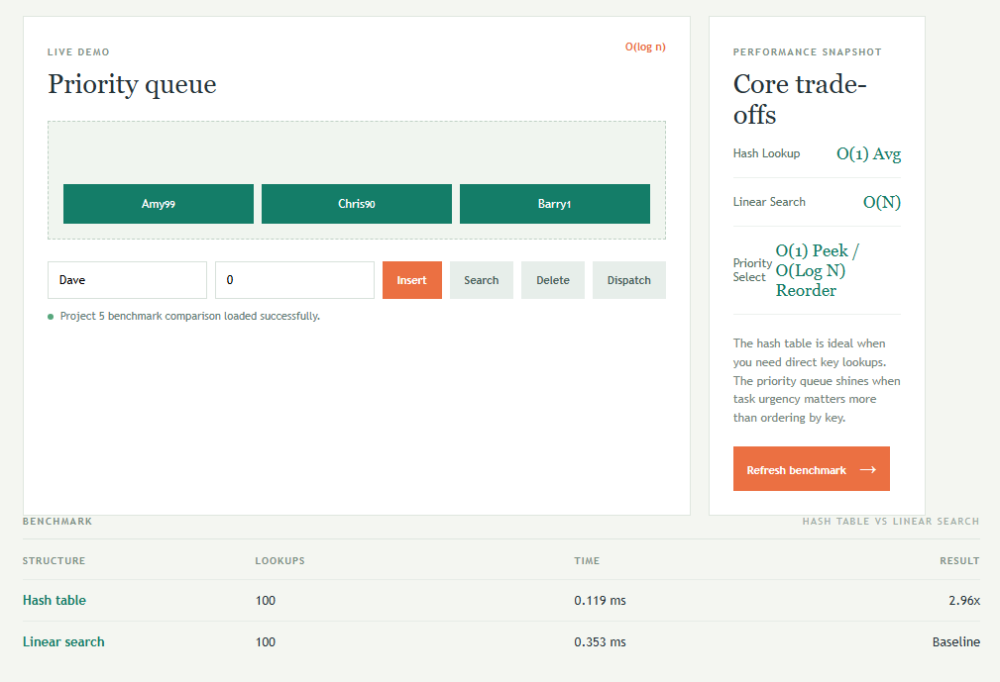 LIVE DEMO
O(log n)
Priority queue
Amy99
Chris90
Barry1
Dave
0
Insert
Search
Delete
Dispatch
Project 5 benchmark comparison loaded successfully.
PERFORMANCE SNAPSHOT
Core trade-
offs
Hash Lookup
O(1) Avg
Linear Search
O(N)
Priority
Select
O(1) Peek /
O(Log N)
Reorder
The hash table is ideal when
you need direct key lookups.
The priority queue shines when
task urgency matters more
than ordering by key.
Refresh benchmark →
BENCHMARK
HASH TABLE VS LINEAR SEARCH
STRUCTURE LOOKUPS TIME RESULT
Hash table 100 0.119 ms 2.96x
Linear search 100 0.353 ms Baseline